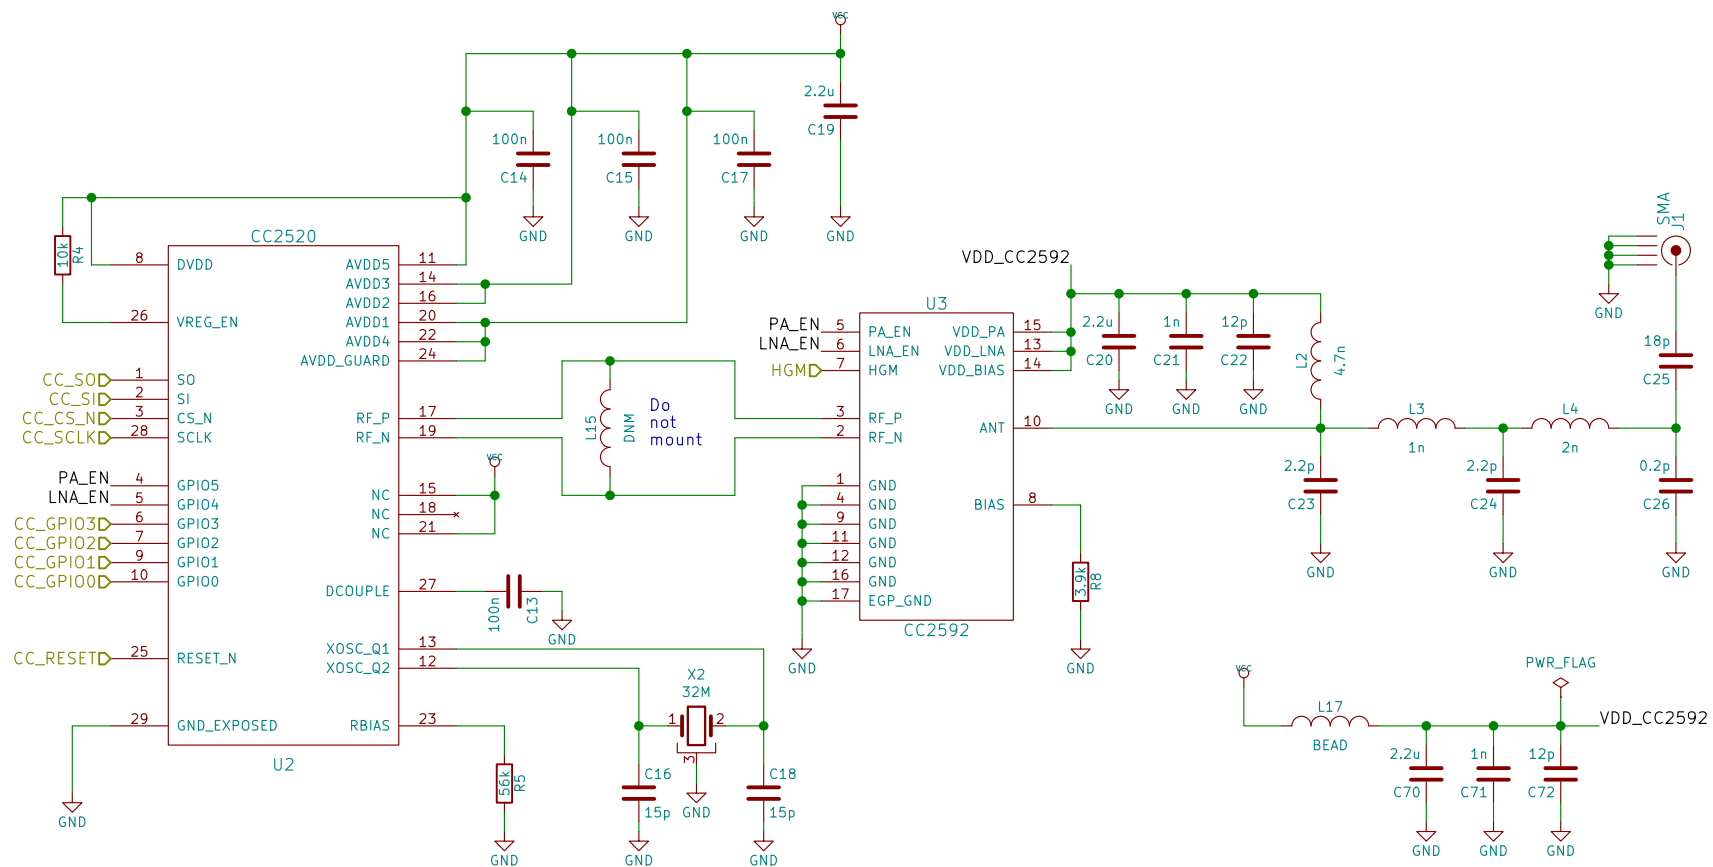 VCC
2.2u
C19
100n
C14
100n
C15
100n
C17
GND
GND
GND
GND
10k
R4
CC2520
8
DVDD
26
VREG_EN
CC_SO
1
SO
CC_SI
2
SI
CC_CS_N
3
CS_N
CC_SCLK
28
SCLK
PA_EN
4
GPIO5
LNA_EN
5
GPIO4
CC_GPIO3
6
GPIO3
CC_GPIO2
7
GPIO2
CC_GPIO1
9
GPIO1
CC_GPIO0
10
GPIO0
CC_RESET
25
RESET_N
29
GND_EXPOSED
GND
U2
AVDD5
11
AVDD3
14
AVDD2
16
AVDD1
20
AVDD4
22
AVDD_GUARD
24
RF_P
17
RF_N
19
NC
15
NC
18
NC
21
VCC
DCOUPLE
27
100n
C13
GND
XOSC_Q1
13
XOSC_Q2
12
RBIAS
23
56k
R5
GND
L15
DNM
Do
not
mount
X2
32M
1
2
3
GND
C16
15p
GND
C18
15p
GND
U3
PA_EN
5
PA_EN
LNA_EN
6
LNA_EN
HGM
7
HGM
3
RF_P
2
RF_N
1
GND
4
GND
9
GND
11
GND
12
GND
16
GND
17
EGP_GND
CC2592
GND
VDD_PA
15
VDD_LNA
13
VDD_BIAS
14
ANT
10
BIAS
8
3.9k
R8
GND
VDD_CC2592
2.2u
C20
GND
1n
C21
GND
12p
C22
GND
L2
4.7n
L3
1n
L4
2n
2.2p
C23
GND
2.2p
C24
GND
0.2p
C26
GND
18p
C25
SMA
J1
GND
VCC
L17
BEAD
PWR_FLAG
VDD_CC2592
2.2u
C70
GND
1n
C71
GND
12p
C72
GND